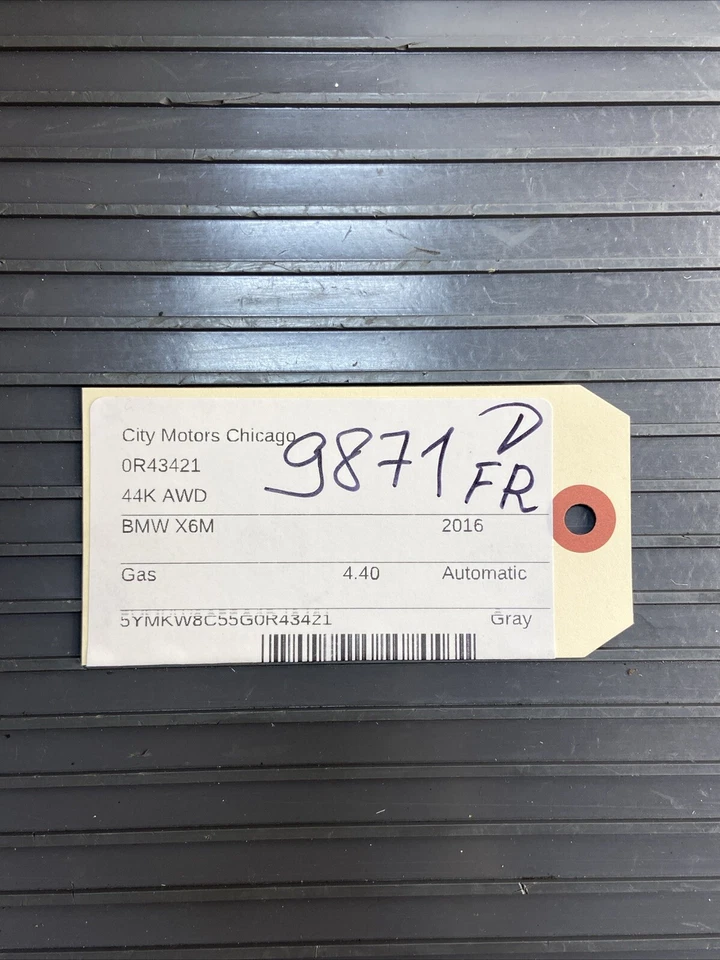 City Motors Chicago
0R43421
44K AWD
9871 D
FR
BMW X6M 2016
Gas 4.40 Automatic
5YMKW8C55G0R43421 Gray